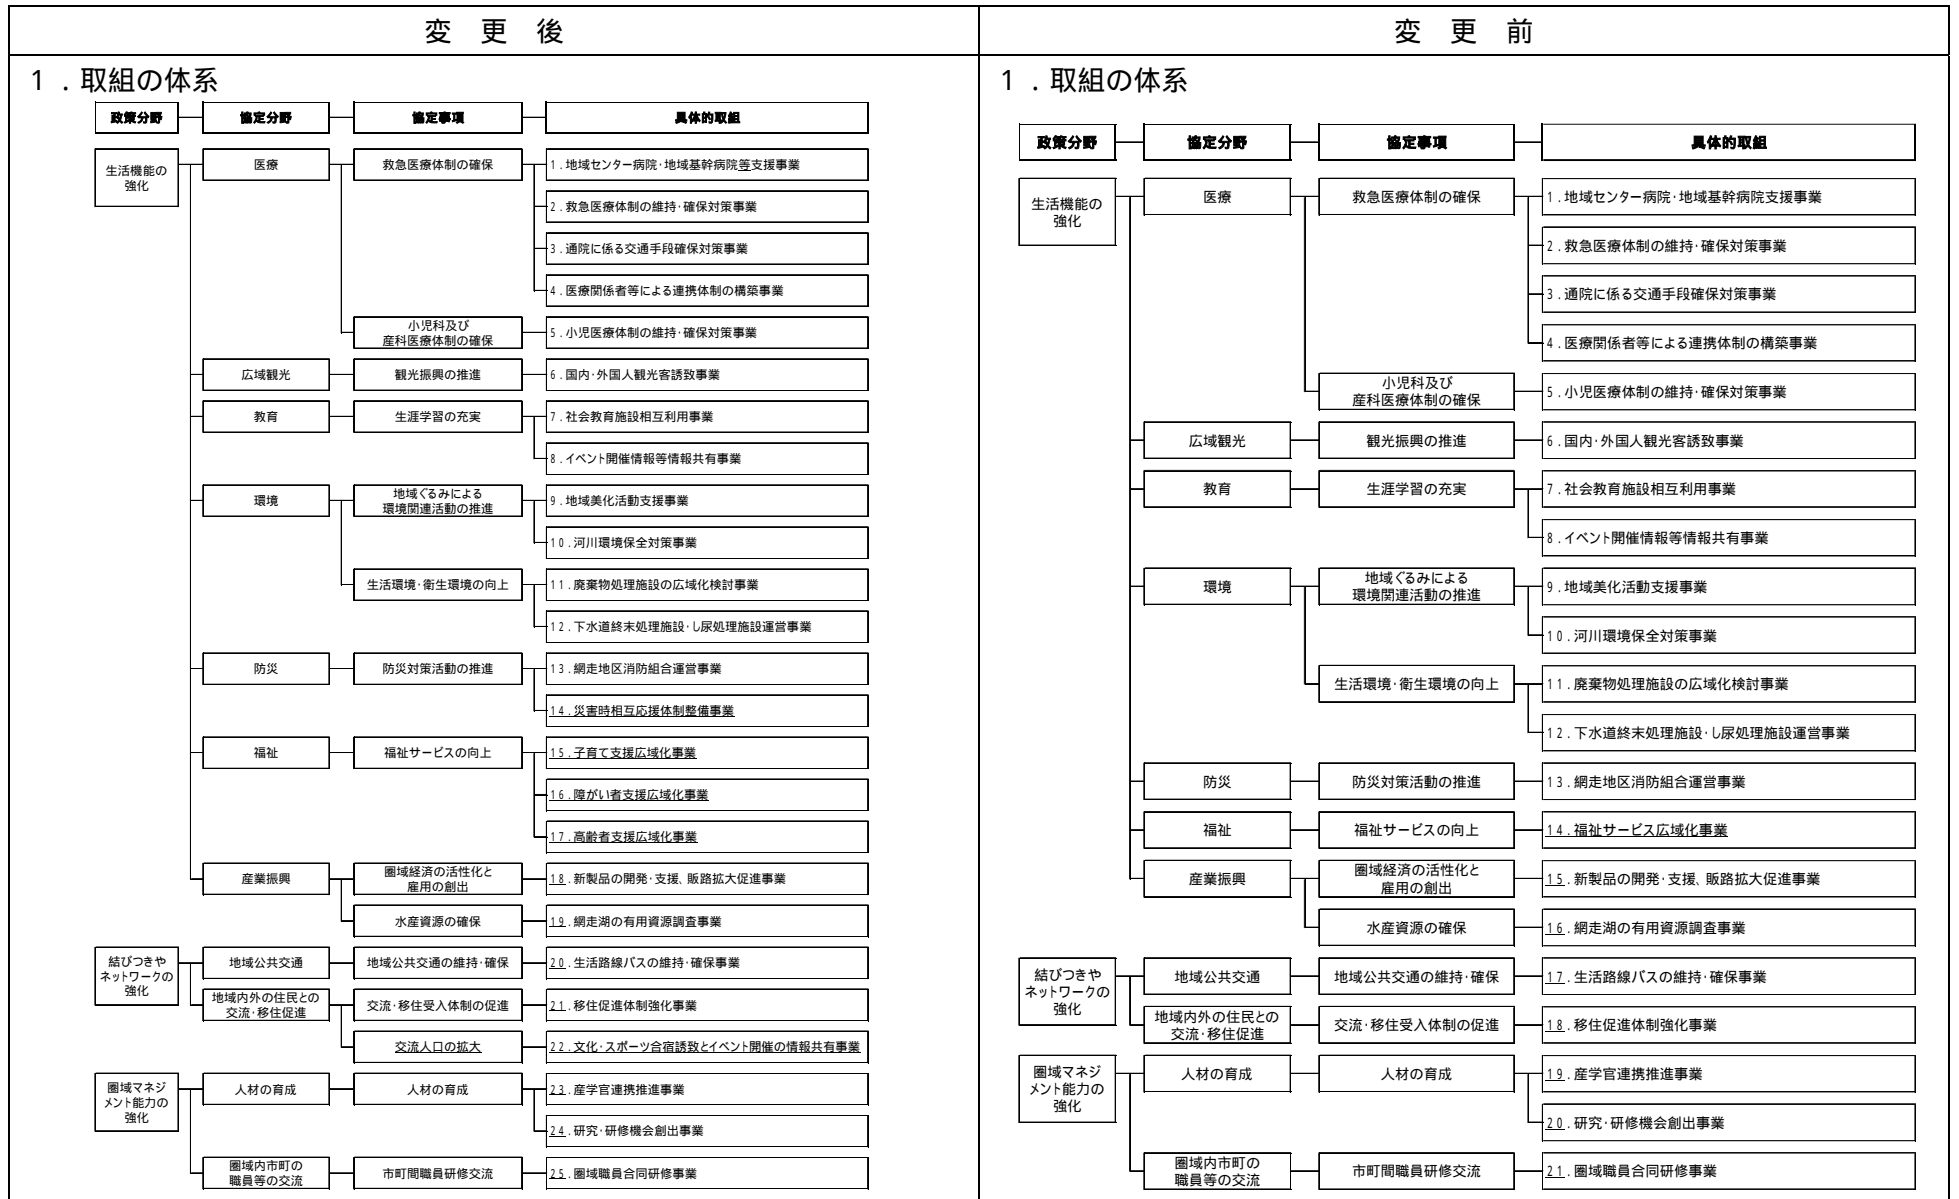 変更後
1．取組の体系
政策分野 協定分野 協定事項 具体的取組
生活機能の
強化
医療
救急医療体制の確保
1．地域センター病院・地域基幹病院等支援事業
2．救急医療体制の維持・確保対策事業
3．通院に係る交通手段確保対策事業
4．医療関係者等による連携体制の構築事業
小児科及び
産科医療体制の確保
5．小児医療体制の維持・確保対策事業
広域観光
観光振興の推進
6．国内・外国人観光客誘致事業
教育
生涯学習の充実
7．社会教育施設相互利用事業
8．イベント開催情報等情報共有事業
環境
地域ぐるみによる
環境関連活動の推進
9．地域美化活動支援事業
10．河川環境保全対策事業
生活環境・衛生環境の向上
11．廃棄物処理施設の広域化検討事業
12．下水道終末処理施設・し尿処理施設運営事業
防災
防災対策活動の推進
13．網走地区消防組合運営事業
14．災害時相互応援体制整備事業
福祉
福祉サービスの向上
15．子育て支援広域化事業
16．障がい者支援広域化事業
17．高齢者支援広域化事業
産業振興
圏域経済の活性化と
雇用の創出
18．新製品の開発・支援、販路拡大促進事業
水産資源の確保
19．網走湖の有用資源調査事業
結びつきや
ネットワークの
強化
地域公共交通
地域公共交通の維持・確保
20．生活路線バスの維持・確保事業
地域内外の住民との
交流・移住促進
交流・移住受入体制の促進
21．移住促進体制強化事業
交流人口の拡大
22．文化・スポーツ合宿誘致とイベント開催の情報共有事業
圏域マネジ
メント能力の
強化
人材の育成
人材の育成
23．産学官連携推進事業
24．研究・研修機会創出事業
圏域内市町の
職員等の交流
市町間職員研修交流
25．圏域職員合同研修事業
変更前
1．取組の体系
政策分野 協定分野 協定事項 具体的取組
生活機能の
強化
医療
救急医療体制の確保
1．地域センター病院・地域基幹病院支援事業
2．救急医療体制の維持・確保対策事業
3．通院に係る交通手段確保対策事業
4．医療関係者等による連携体制の構築事業
小児科及び
産科医療体制の確保
5．小児医療体制の維持・確保対策事業
広域観光
観光振興の推進
6．国内・外国人観光客誘致事業
教育
生涯学習の充実
7．社会教育施設相互利用事業
8．イベント開催情報等情報共有事業
環境
地域ぐるみによる
環境関連活動の推進
9．地域美化活動支援事業
10．河川環境保全対策事業
生活環境・衛生環境の向上
11．廃棄物処理施設の広域化検討事業
12．下水道終末処理施設・し尿処理施設運営事業
防災
防災対策活動の推進
13．網走地区消防組合運営事業
福祉
福祉サービスの向上
14．福祉サービス広域化事業
産業振興
圏域経済の活性化と
雇用の創出
15．新製品の開発・支援、販路拡大促進事業
水産資源の確保
16．網走湖の有用資源調査事業
結びつきや
ネットワークの
強化
地域公共交通
地域公共交通の維持・確保
17．生活路線バスの維持・確保事業
地域内外の住民との
交流・移住促進
交流・移住受入体制の促進
18．移住促進体制強化事業
圏域マネジ
メント能力の
強化
人材の育成
人材の育成
19．産学官連携推進事業
20．研究・研修機会創出事業
圏域内市町の
職員等の交流
市町間職員研修交流
21．圏域職員合同研修事業